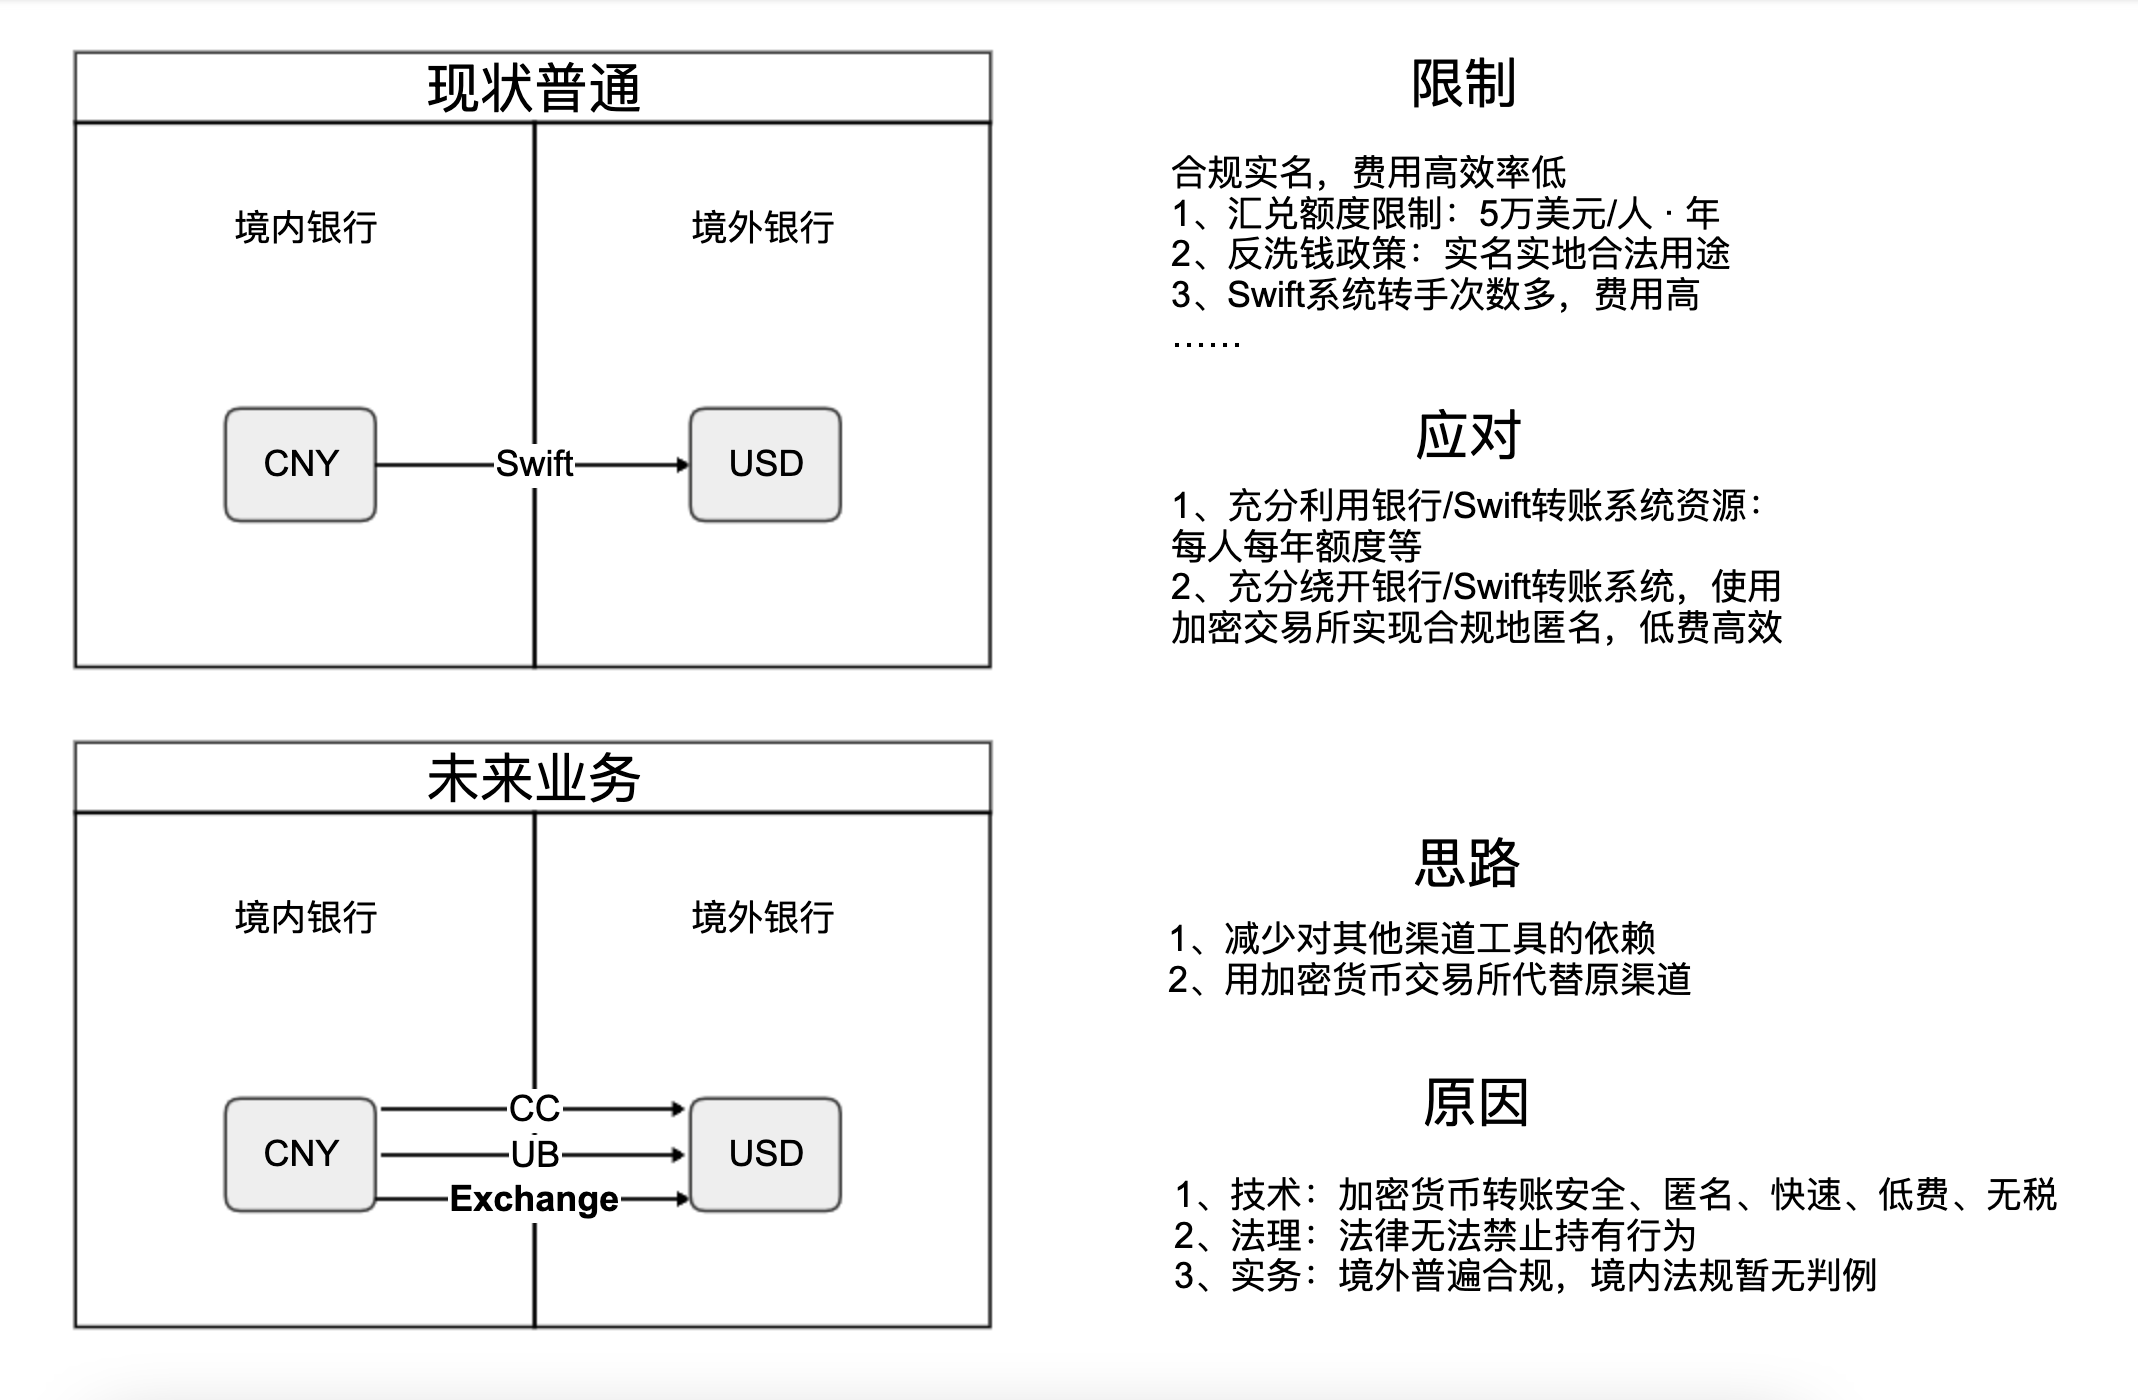 现状普通
境内银行
境外银行
CNY
Swift
USD
限制
合规实名，费用高效率低
1、汇兑额度限制：5万美元/人 · 年
2、反洗钱政策：实名实地合法用途
3、Swift系统转手次数多，费用高
……
应对
1、充分利用银行/Swift转账系统资源：
每人每年额度等
2、充分绕开银行/Swift转账系统，使用
加密交易所实现合规地匿名，低费高效
未来业务
境内银行
境外银行
CNY
CC
UB
Exchange
USD
思路
1、减少对其他渠道工具的依赖
2、用加密货币交易所代替原渠道
原因
1、技术：加密货币转账安全、匿名、快速、低费、无税
2、法理：法律无法禁止持有行为
3、实务：境外普遍合规，境内法规暂无判例